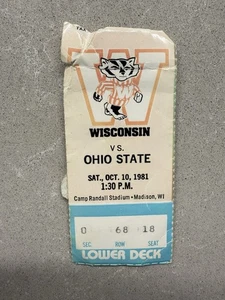 W
WISCONSIN
VS.
OHIO STATE
SAT., OCT. 10, 1981
1:30 P.M.
Camp Randall Stadium • Madison, WI
0 68 18
SEC ROW SEAT
LOWER DECK